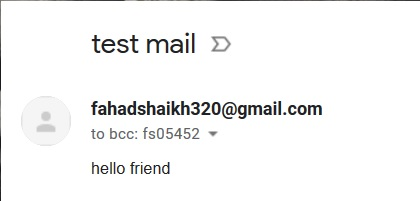 test mail
fahadshaikh320@gmail.com
to bcc: fs05452
hello friend